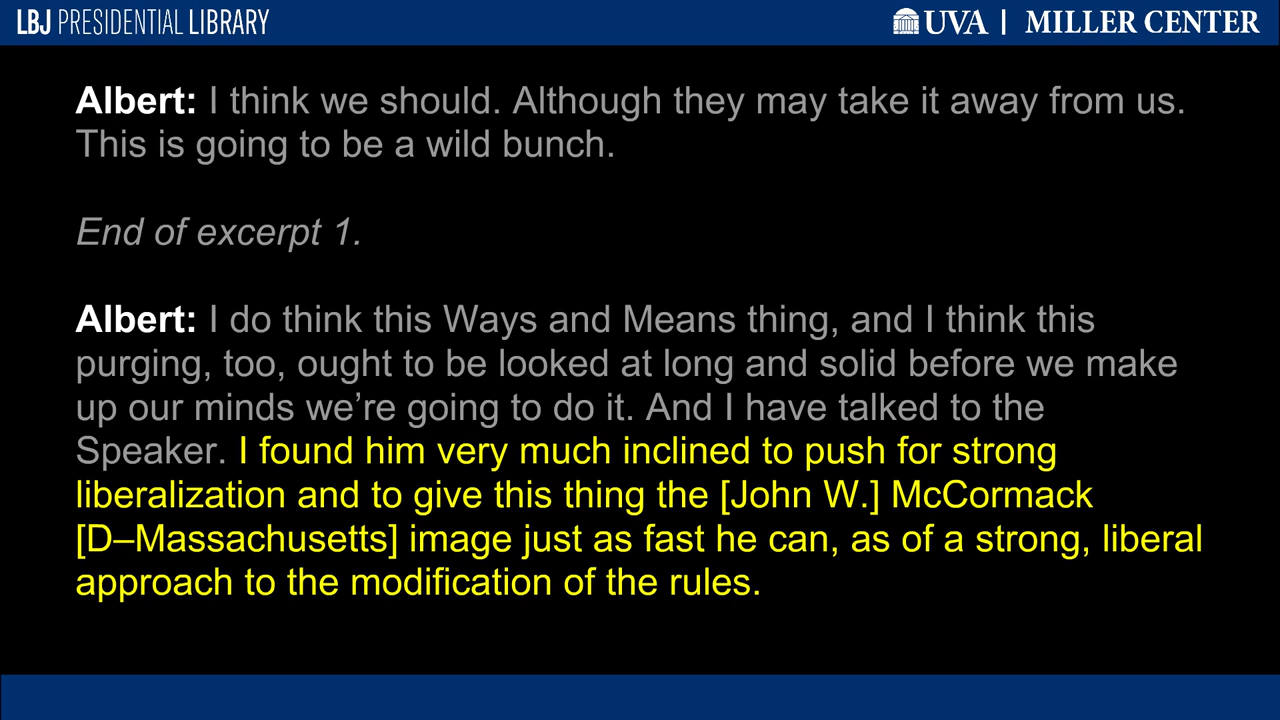 LBJ PRESIDENTIAL LIBRARY
UVA | MILLER CENTER
Albert: I think we should. Although they may take it away from us.
This is going to be a wild bunch.
End of excerpt 1.
Albert: I do think this Ways and Means thing, and I think this
purging, too, ought to be looked at long and solid before we make
up our minds we’re going to do it. And I have talked to the
Speaker. I found him very much inclined to push for strong
liberalization and to give this thing the [John W.] McCormack
[D–Massachusetts] image just as fast he can, as of a strong, liberal
approach to the modification of the rules.